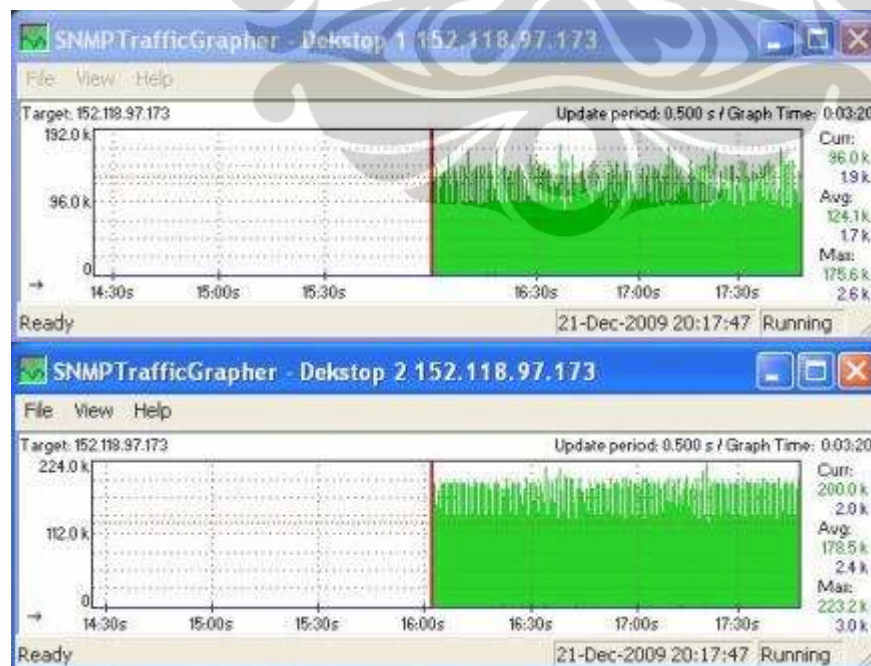 SNMPTrafficGrapher - Dekstop 1 152.118.97.173
File View Help
Target: 152.118.97.173 Update period: 0.500 s / Graph Time: 0:03:20
192.0 k
96.0 k
0
Curr:
96.0 k
1.9 k
Avg:
124.1 k
1.7 k
Max:
175.6 k
2.6 k
14:30s 15:00s 15:30s 16:30s 17:00s 17:30s
Ready 21-Dec-2009 20:17:47 Running
SNMPTrafficGrapher - Dekstop 2 152.118.97.173
File View Help
Target: 152.118.97.173 Update period: 0.500 s / Graph Time: 0:03:20
224.0 k
112.0 k
0
Curr:
200.0 k
2.0 k
Avg:
178.5 k
2.4 k
Max:
223.2 k
3.0 k
14:30s 15:00s 15:30s 16:00s 16:30s 17:00s 17:30s
Ready 21-Dec-2009 20:17:47 Running